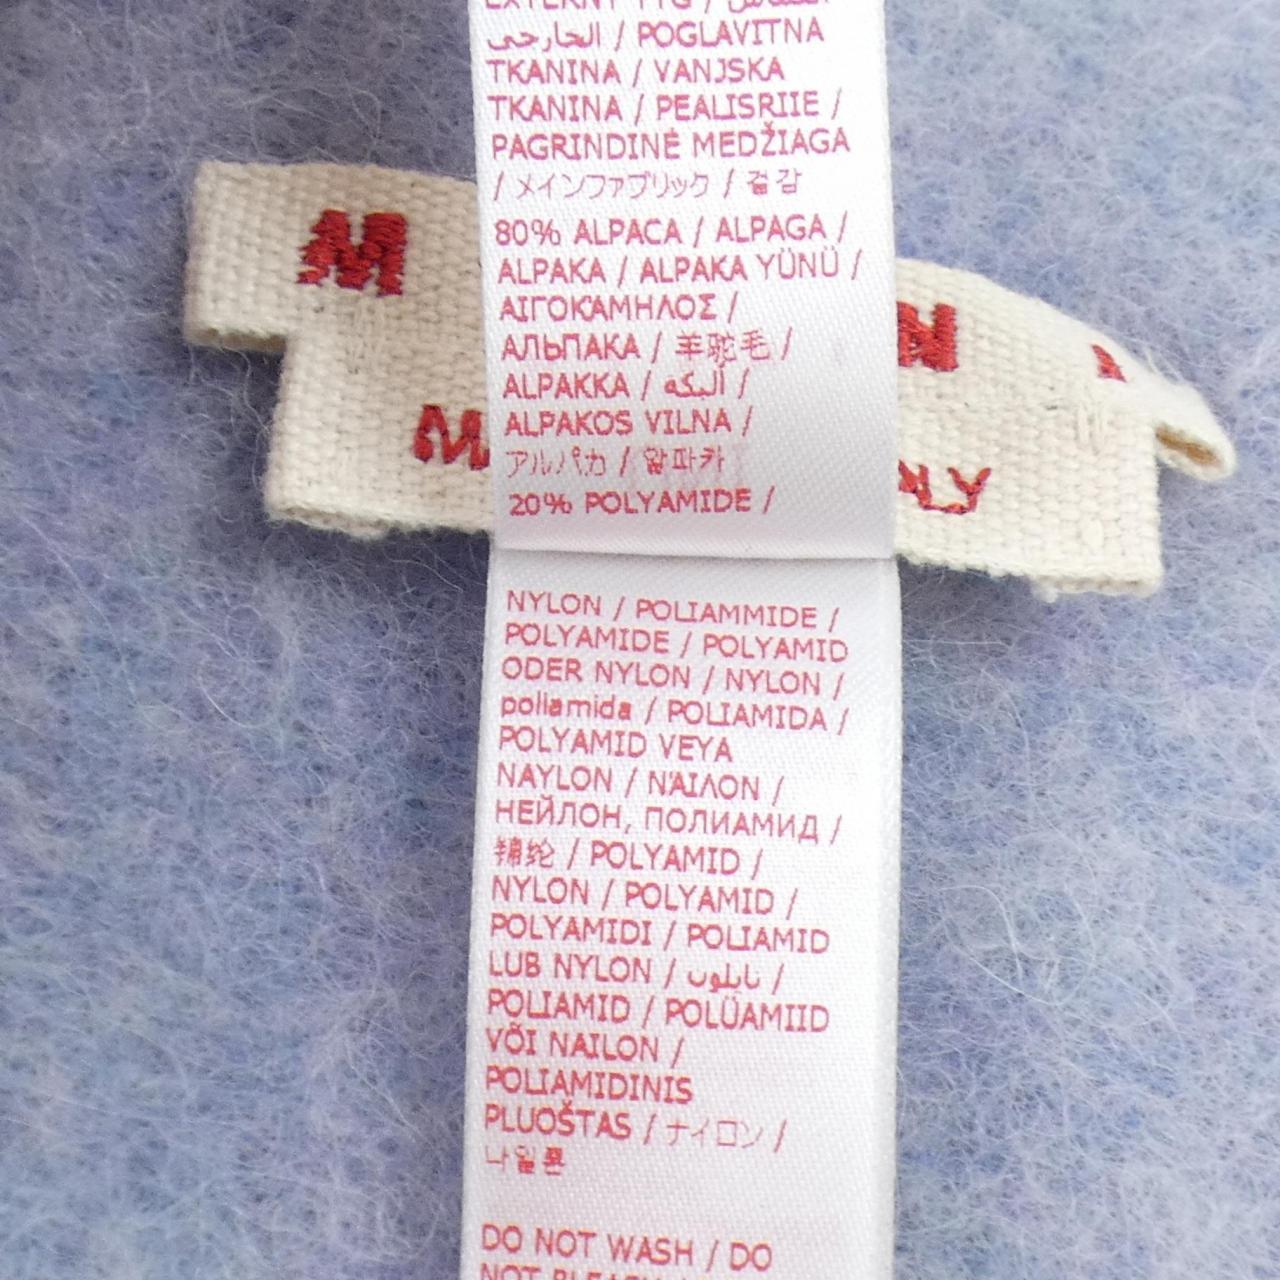 الخارجى / POGLAVITNA
TKANINA / VANJSKA
TKANINA / PEALISRIIE /
PAGRINDINĖ MEDŽIAGA
/ メインファブリック / 겉감
80% ALPACA / ALPAGA /
ALPAKA / ALPAKA YÜNÜ /
ΑΙΓΟΚΑΜΗΛΟΣ /
АЛЬПАКА / 羊驼毛 /
ALPAKKA / ألبكه /
ALPAKOS VILNA /
アルパカ / 알파카
20% POLYAMIDE /
NYLON / POLIAMMIDE /
POLYAMIDE / POLYAMID
ODER NYLON / NYLON /
poliamida / POLIAMIDA /
POLYAMID VEYA
NAYLON / ΝΆΙΛΟΝ /
НЕЙЛОН, ПОЛИАМИД /
锦纶 / POLYAMID /
NYLON / POLYAMID /
POLYAMIDI / POLIAMID
LUB NYLON / نايلون /
POLIAMID / POLÜAMIID
VÕI NAILON /
POLIAMIDINIS
PLUOŠTAS / ナイロン /
나일론
DO NOT WASH / DO